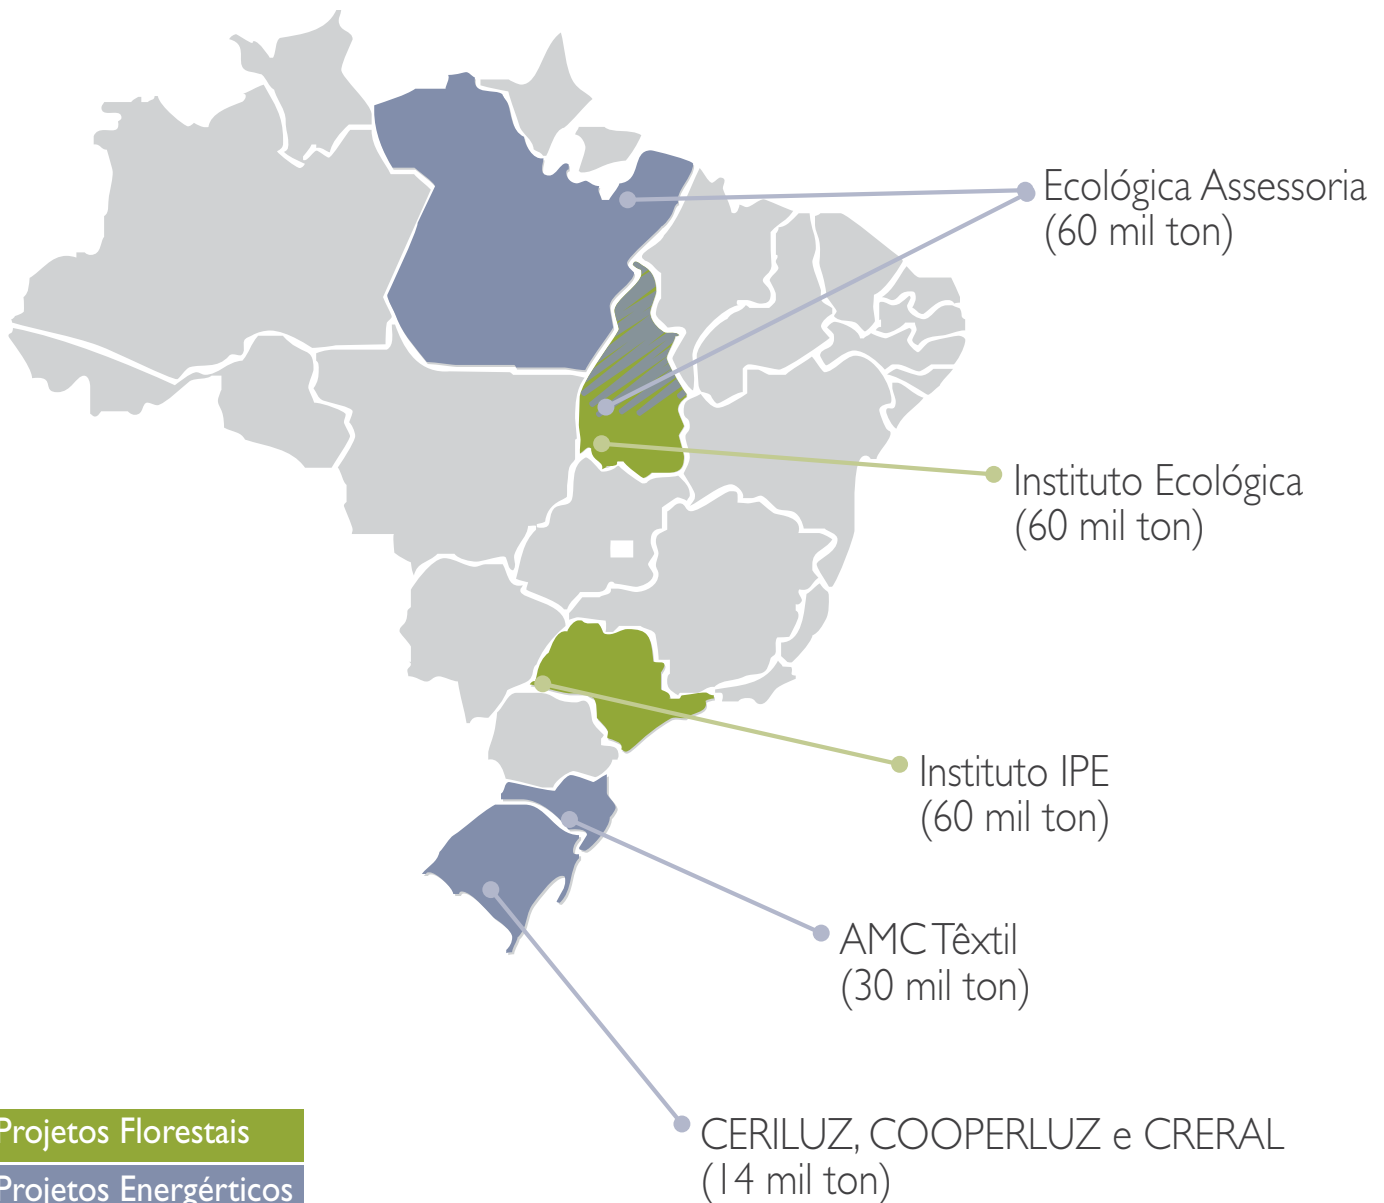 Ecológica Assessoria
(60 mil ton)
Instituto Ecológica
(60 mil ton)
Instituto IPE
(60 mil ton)
AMC Têxtil
(30 mil ton)
CERILUZ, COOPERLUZ e CRERAL
(14 mil ton)
Projetos Florestais
Projetos Energérticos